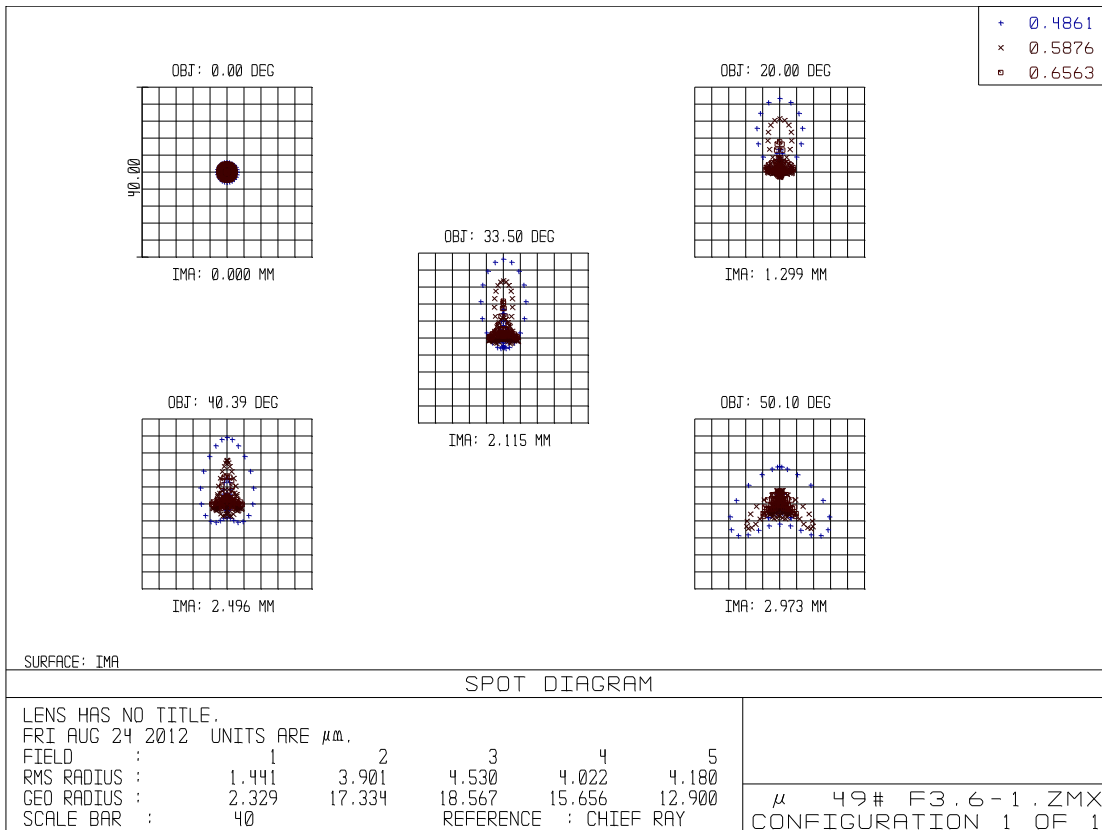 + 0.4861
× 0.5876
¤ 0.6563
OBJ: 0.00 DEG
OBJ: 20.00 DEG
40.00
IMA: 0.000 MM
IMA: 1.299 MM
OBJ: 33.50 DEG
IMA: 2.115 MM
OBJ: 40.39 DEG
OBJ: 50.10 DEG
IMA: 2.496 MM
IMA: 2.973 MM
SURFACE: IMA
SPOT DIAGRAM
LENS HAS NO TITLE.
FRI AUG 24 2012 UNITS ARE µm.
FIELD : 1 2 3 4 5
RMS RADIUS : 1.441 3.901 4.530 4.022 4.180
GEO RADIUS : 2.329 17.334 18.567 15.656 12.900
SCALE BAR : 40 REFERENCE : CHIEF RAY
µ 49# F3.6-1.ZMX
CONFIGURATION 1 OF 1